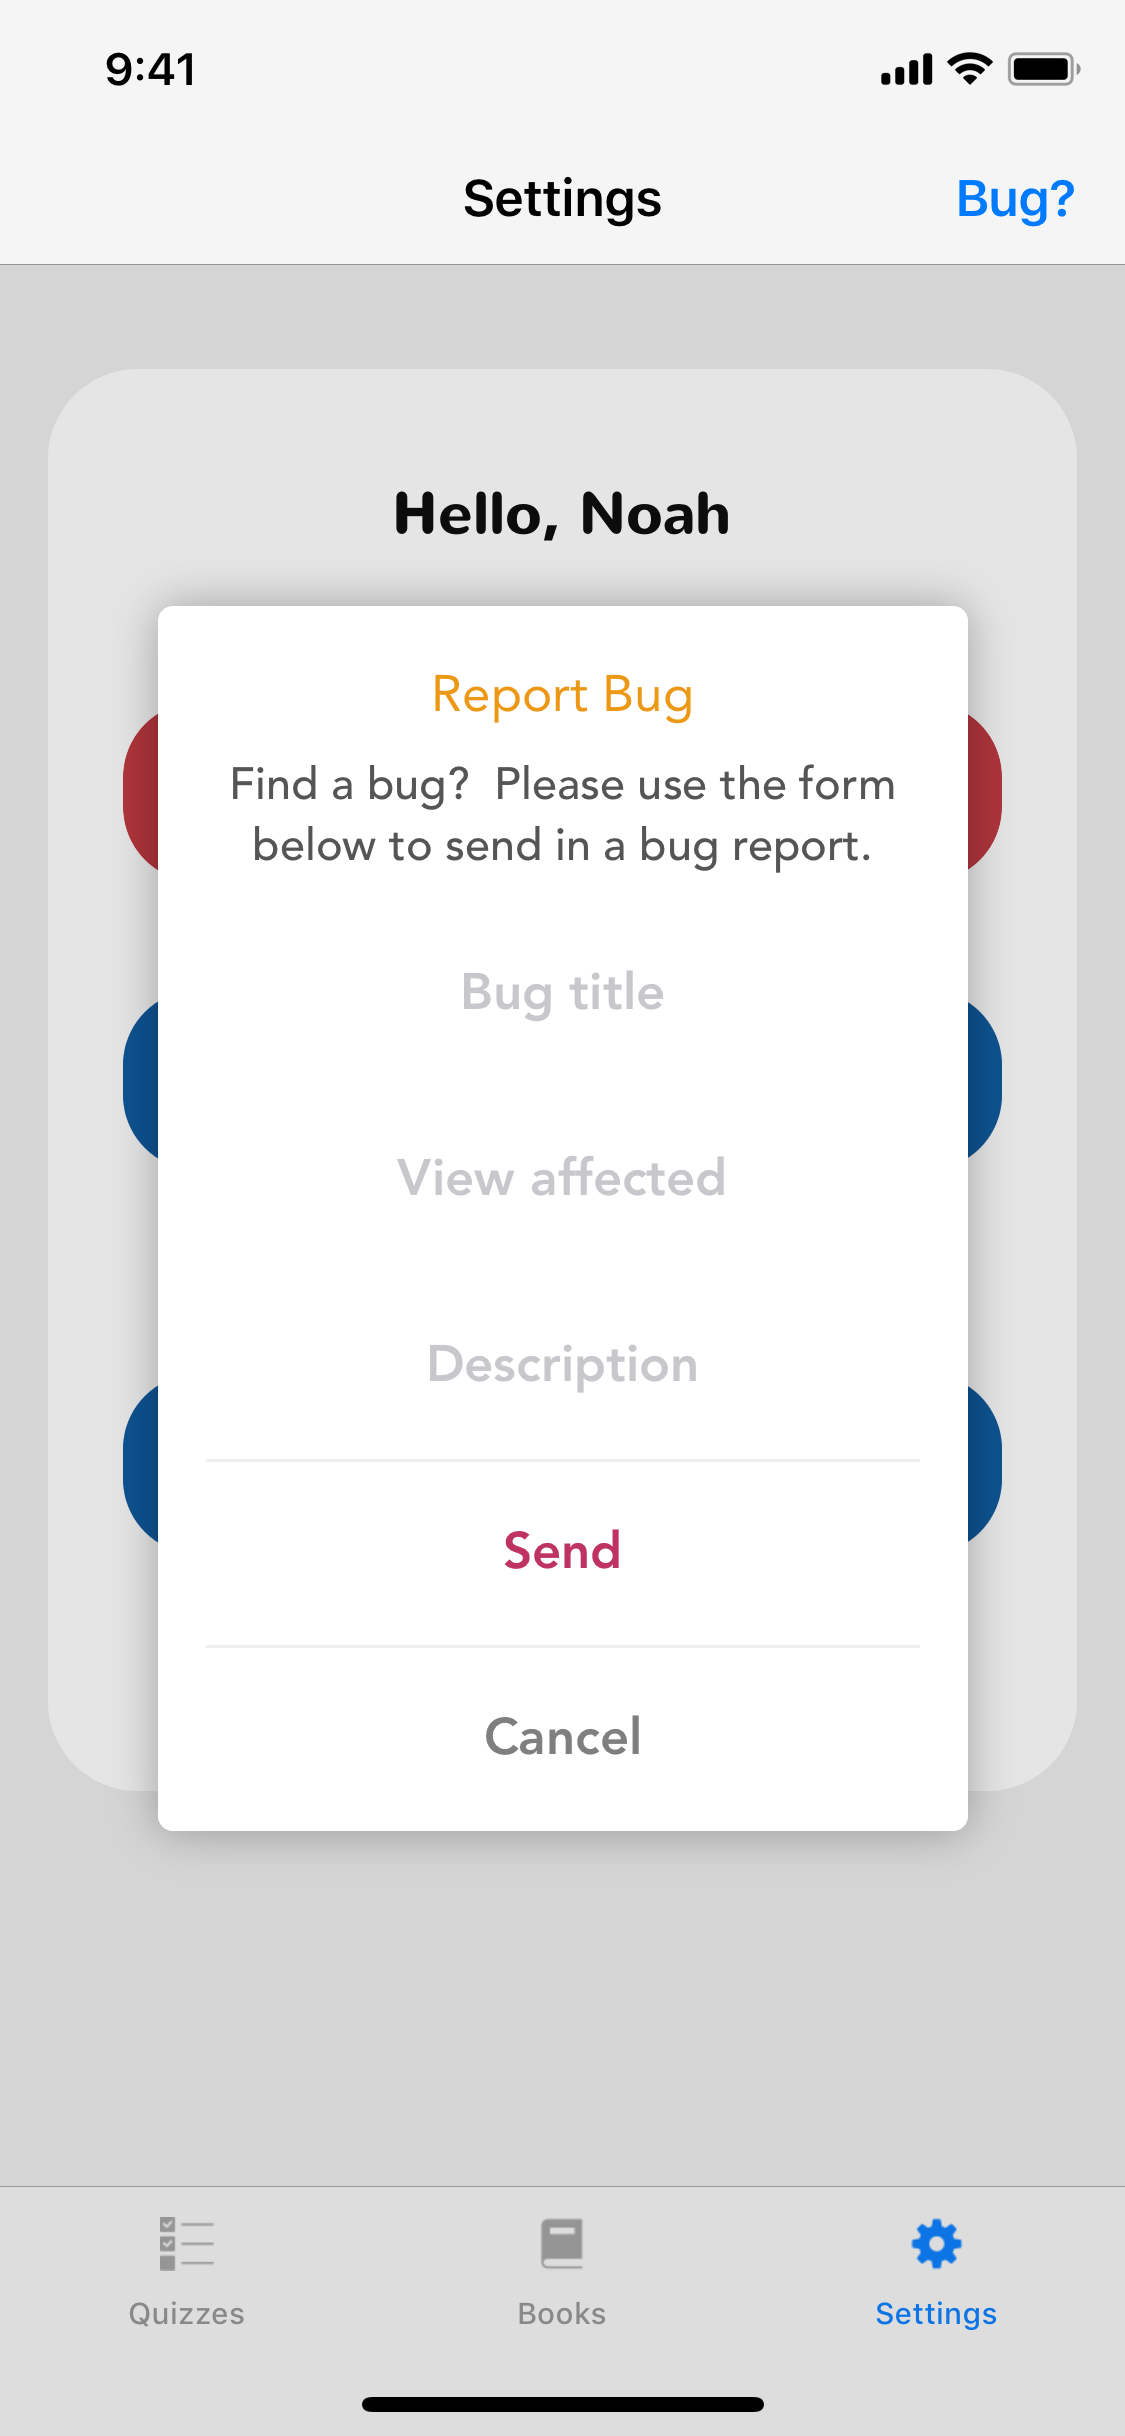 9:41
Settings
Bug?
Hello, Noah
Report Bug
Find a bug?  Please use the form
below to send in a bug report.
Bug title
View affected
Description
Send
Cancel
Quizzes
Books
Settings